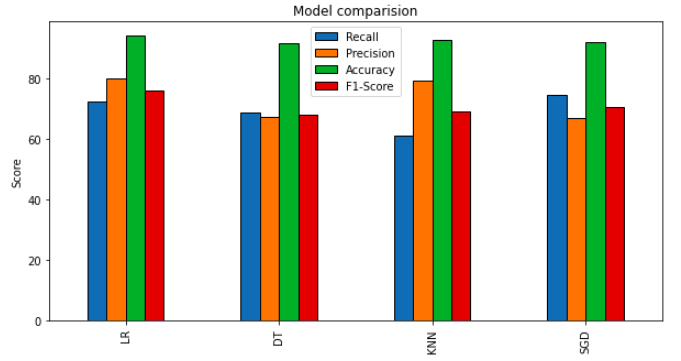 Model comparision
Recall
Precision
Accuracy
F1-Score
Score
80
60
40
20
0
LR
DT
KNN
SGD